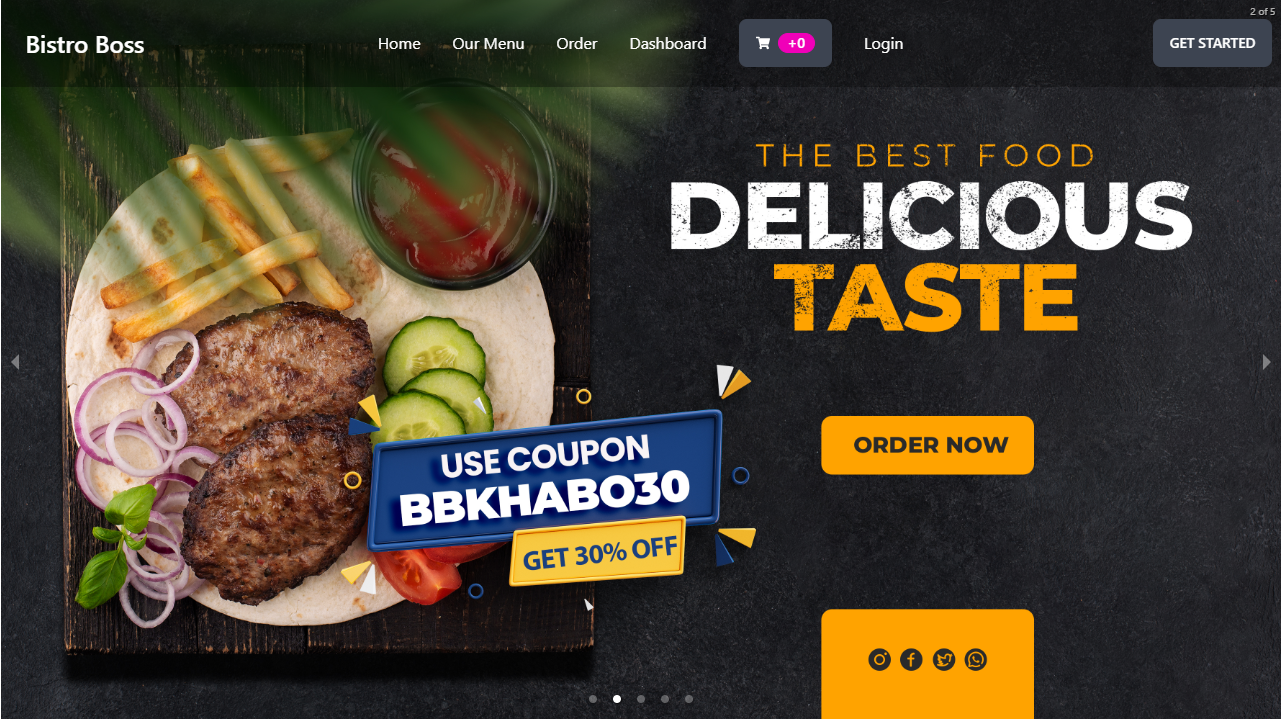 2 of 5
Bistro Boss
Home
Our Menu
Order
Dashboard
+0
Login
GET STARTED
THE BEST FOOD
DELICIOUS
TASTE
ORDER NOW
USE COUPON
BBKHABO30
GET 30% OFF